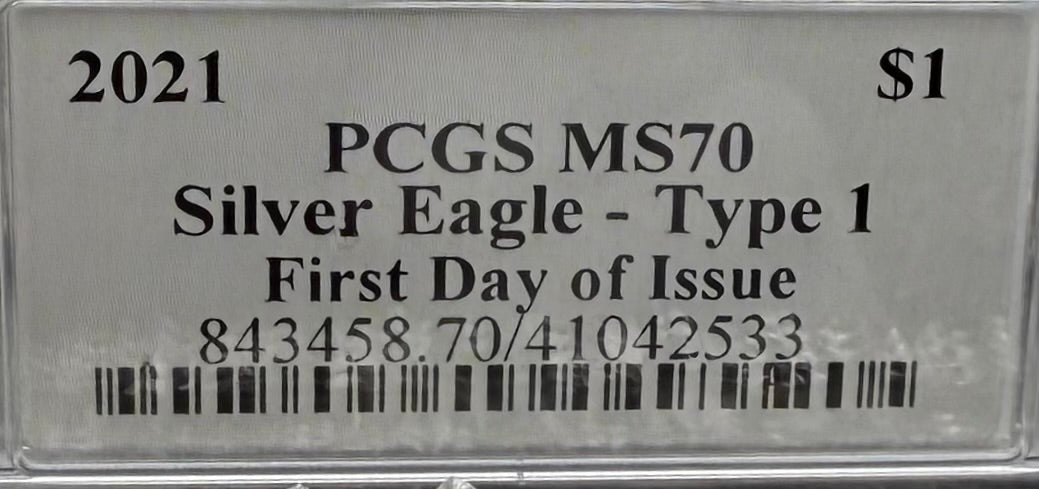 2021 $1
PCGS MS70
Silver Eagle - Type 1
First Day of Issue
843458.70/41042533